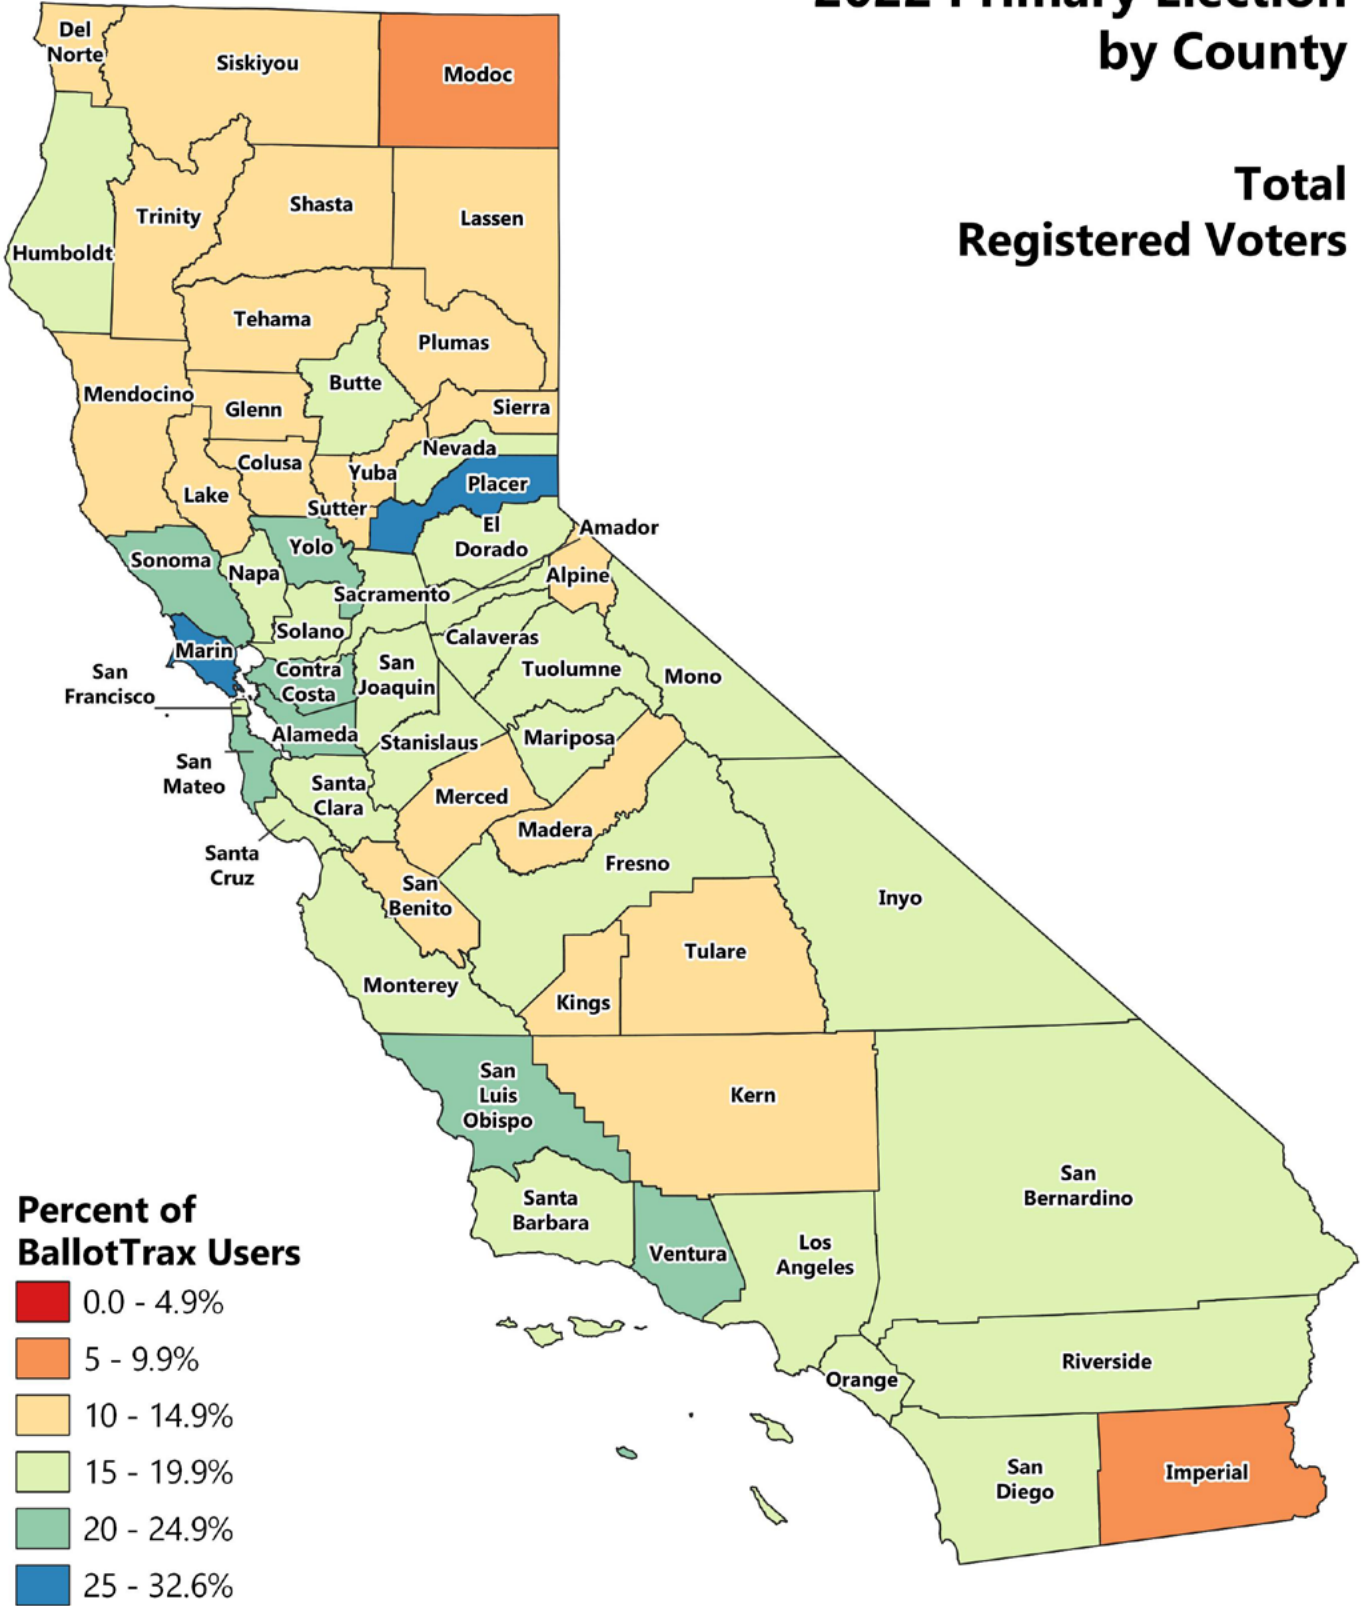 2022 Primary Election
by County
Total
Registered Voters
Del
Norte
Siskiyou
Modoc
Trinity
Shasta
Lassen
Humboldt
Tehama
Plumas
Butte
Mendocino
Glenn
Sierra
Nevada
Colusa
Yuba
Placer
Lake
Sutter
El
Dorado
Amador
Yolo
Sonoma
Napa
Alpine
Sacramento
Solano
Calaveras
Marin
San
Francisco
Contra
Costa
San
Joaquin
Tuolumne
Mono
Alameda
Stanislaus
Mariposa
San
Mateo
Santa
Clara
Merced
Madera
Santa
Cruz
Fresno
San
Benito
Inyo
Tulare
Monterey
Kings
San
Luis
Obispo
Kern
San
Bernardino
Santa
Barbara
Ventura
Los
Angeles
Riverside
Orange
San
Diego
Imperial
Percent of
BallotTrax Users
0.0 - 4.9%
5 - 9.9%
10 - 14.9%
15 - 19.9%
20 - 24.9%
25 - 32.6%